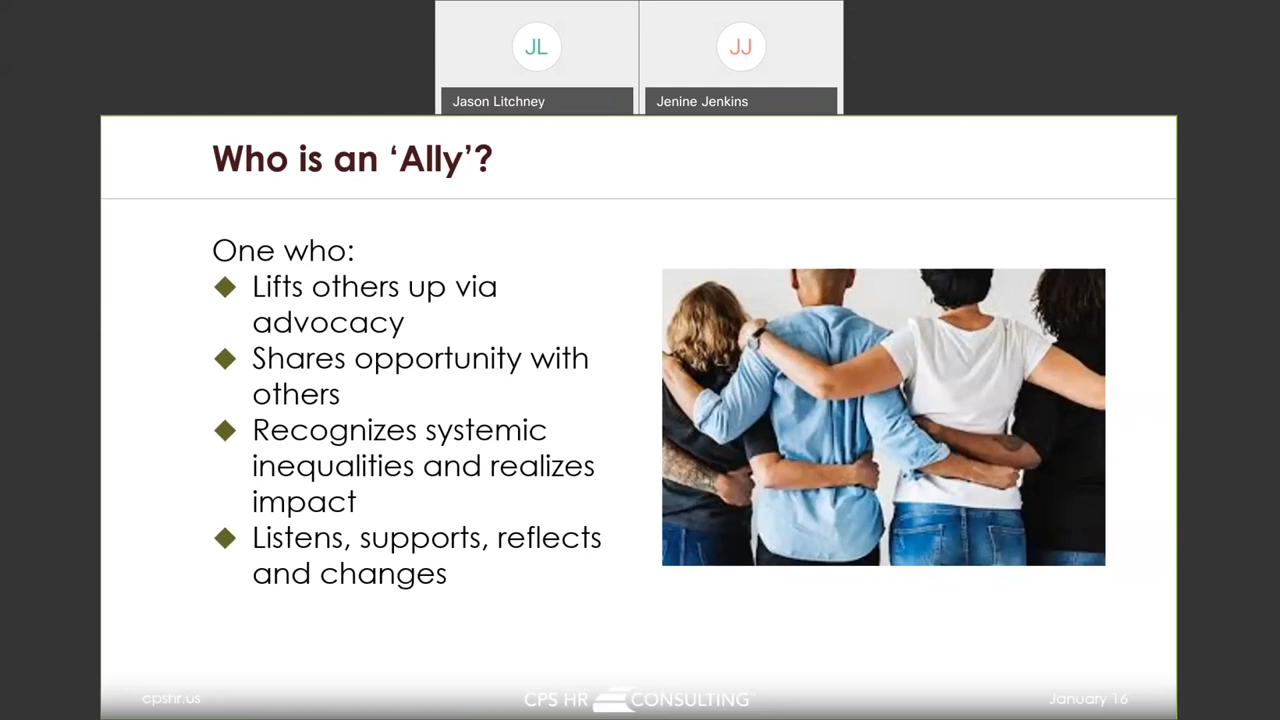 JL
JJ
Jason Litchney
Jenine Jenkins
Who is an ‘Ally’?
One who:
Lifts others up via
advocacy
Shares opportunity with
others
Recognizes systemic
inequalities and realizes
impact
Listens, supports, reflects
and changes
cpshr.us
CPS HR CONSULTING
January 16